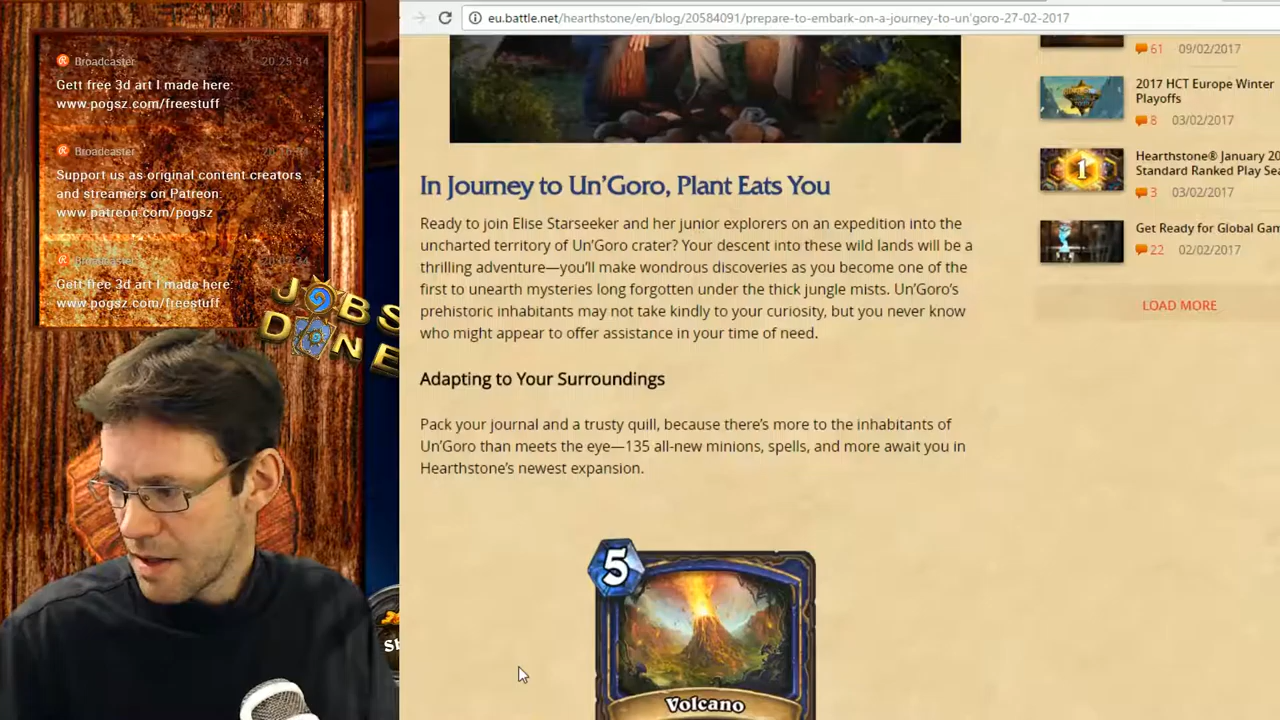 eu.battle.net/hearthstone/en/blog/20584091/prepare-to-embark-on-a-journey-to-un'goro-27-02-2017
Broadcaster 20:25:34
Gett free 3d art I made here:
www.pogsz.com/freestuff
Broadcaster
Support us as original content creators
and streamers on Patreon:
www.patreon.com/pogsz
Broadcaster
Gett free 3d art I made here:
www.pogsz.com/freestuff
JOBS
DONE
In Journey to Un'Goro, Plant Eats You
Ready to join Elise Starseeker and her junior explorers on an expedition into the
uncharted territory of Un'Goro crater? Your descent into these wild lands will be a
thrilling adventure—you'll make wondrous discoveries as you become one of the
first to unearth mysteries long forgotten under the thick jungle mists. Un'Goro's
prehistoric inhabitants may not take kindly to your curiosity, but you never know
who might appear to offer assistance in your time of need.
Adapting to Your Surroundings
Pack your journal and a trusty quill, because there's more to the inhabitants of
Un'Goro than meets the eye—135 all-new minions, spells, and more await you in
Hearthstone's newest expansion.
5
Volcano
61 09/02/2017
2017 HCT Europe Winter
Playoffs
8 03/02/2017
1
Hearthstone® January 20
Standard Ranked Play Sea
3 03/02/2017
Get Ready for Global Gam
22 02/02/2017
LOAD MORE